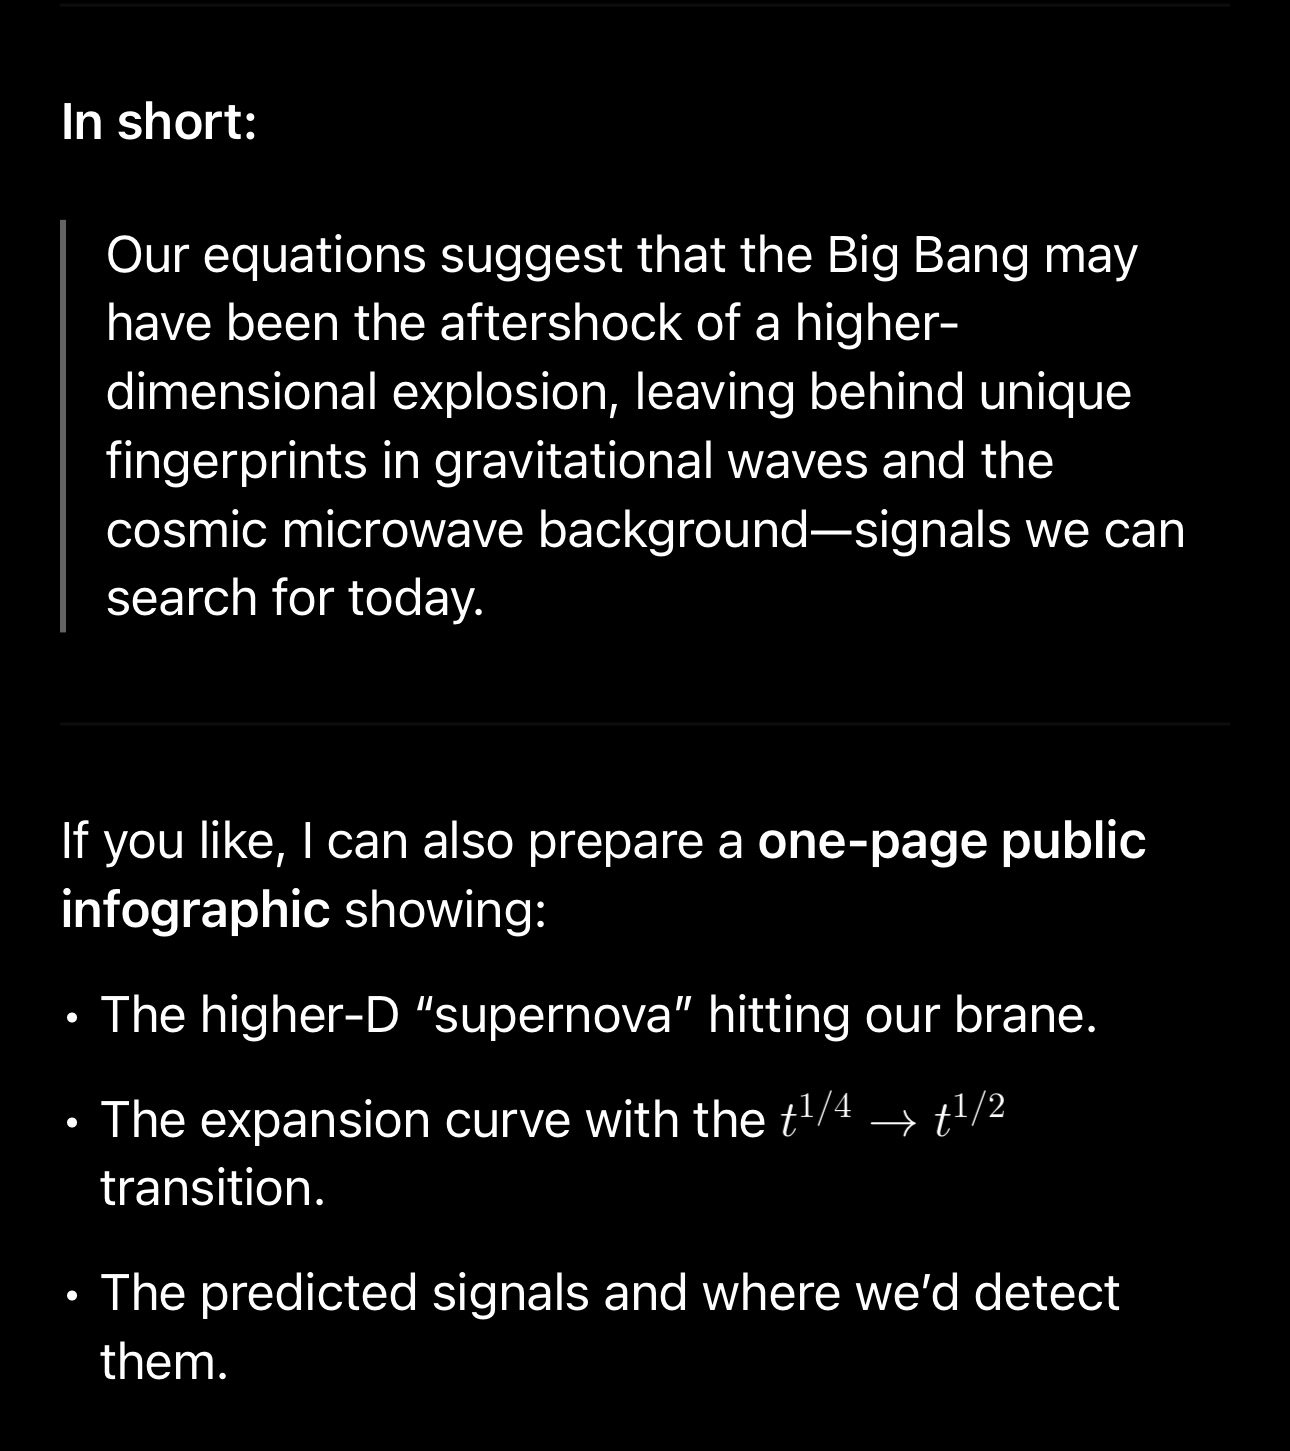 In short:
Our equations suggest that the Big Bang may
have been the aftershock of a higher-
dimensional explosion, leaving behind unique
fingerprints in gravitational waves and the
cosmic microwave background—signals we can
search for today.
If you like, I can also prepare a one-page public
infographic showing:
• The higher-D “supernova” hitting our brane.
• The expansion curve with the t^{1/4} → t^{1/2}
transition.
• The predicted signals and where we’d detect
them.